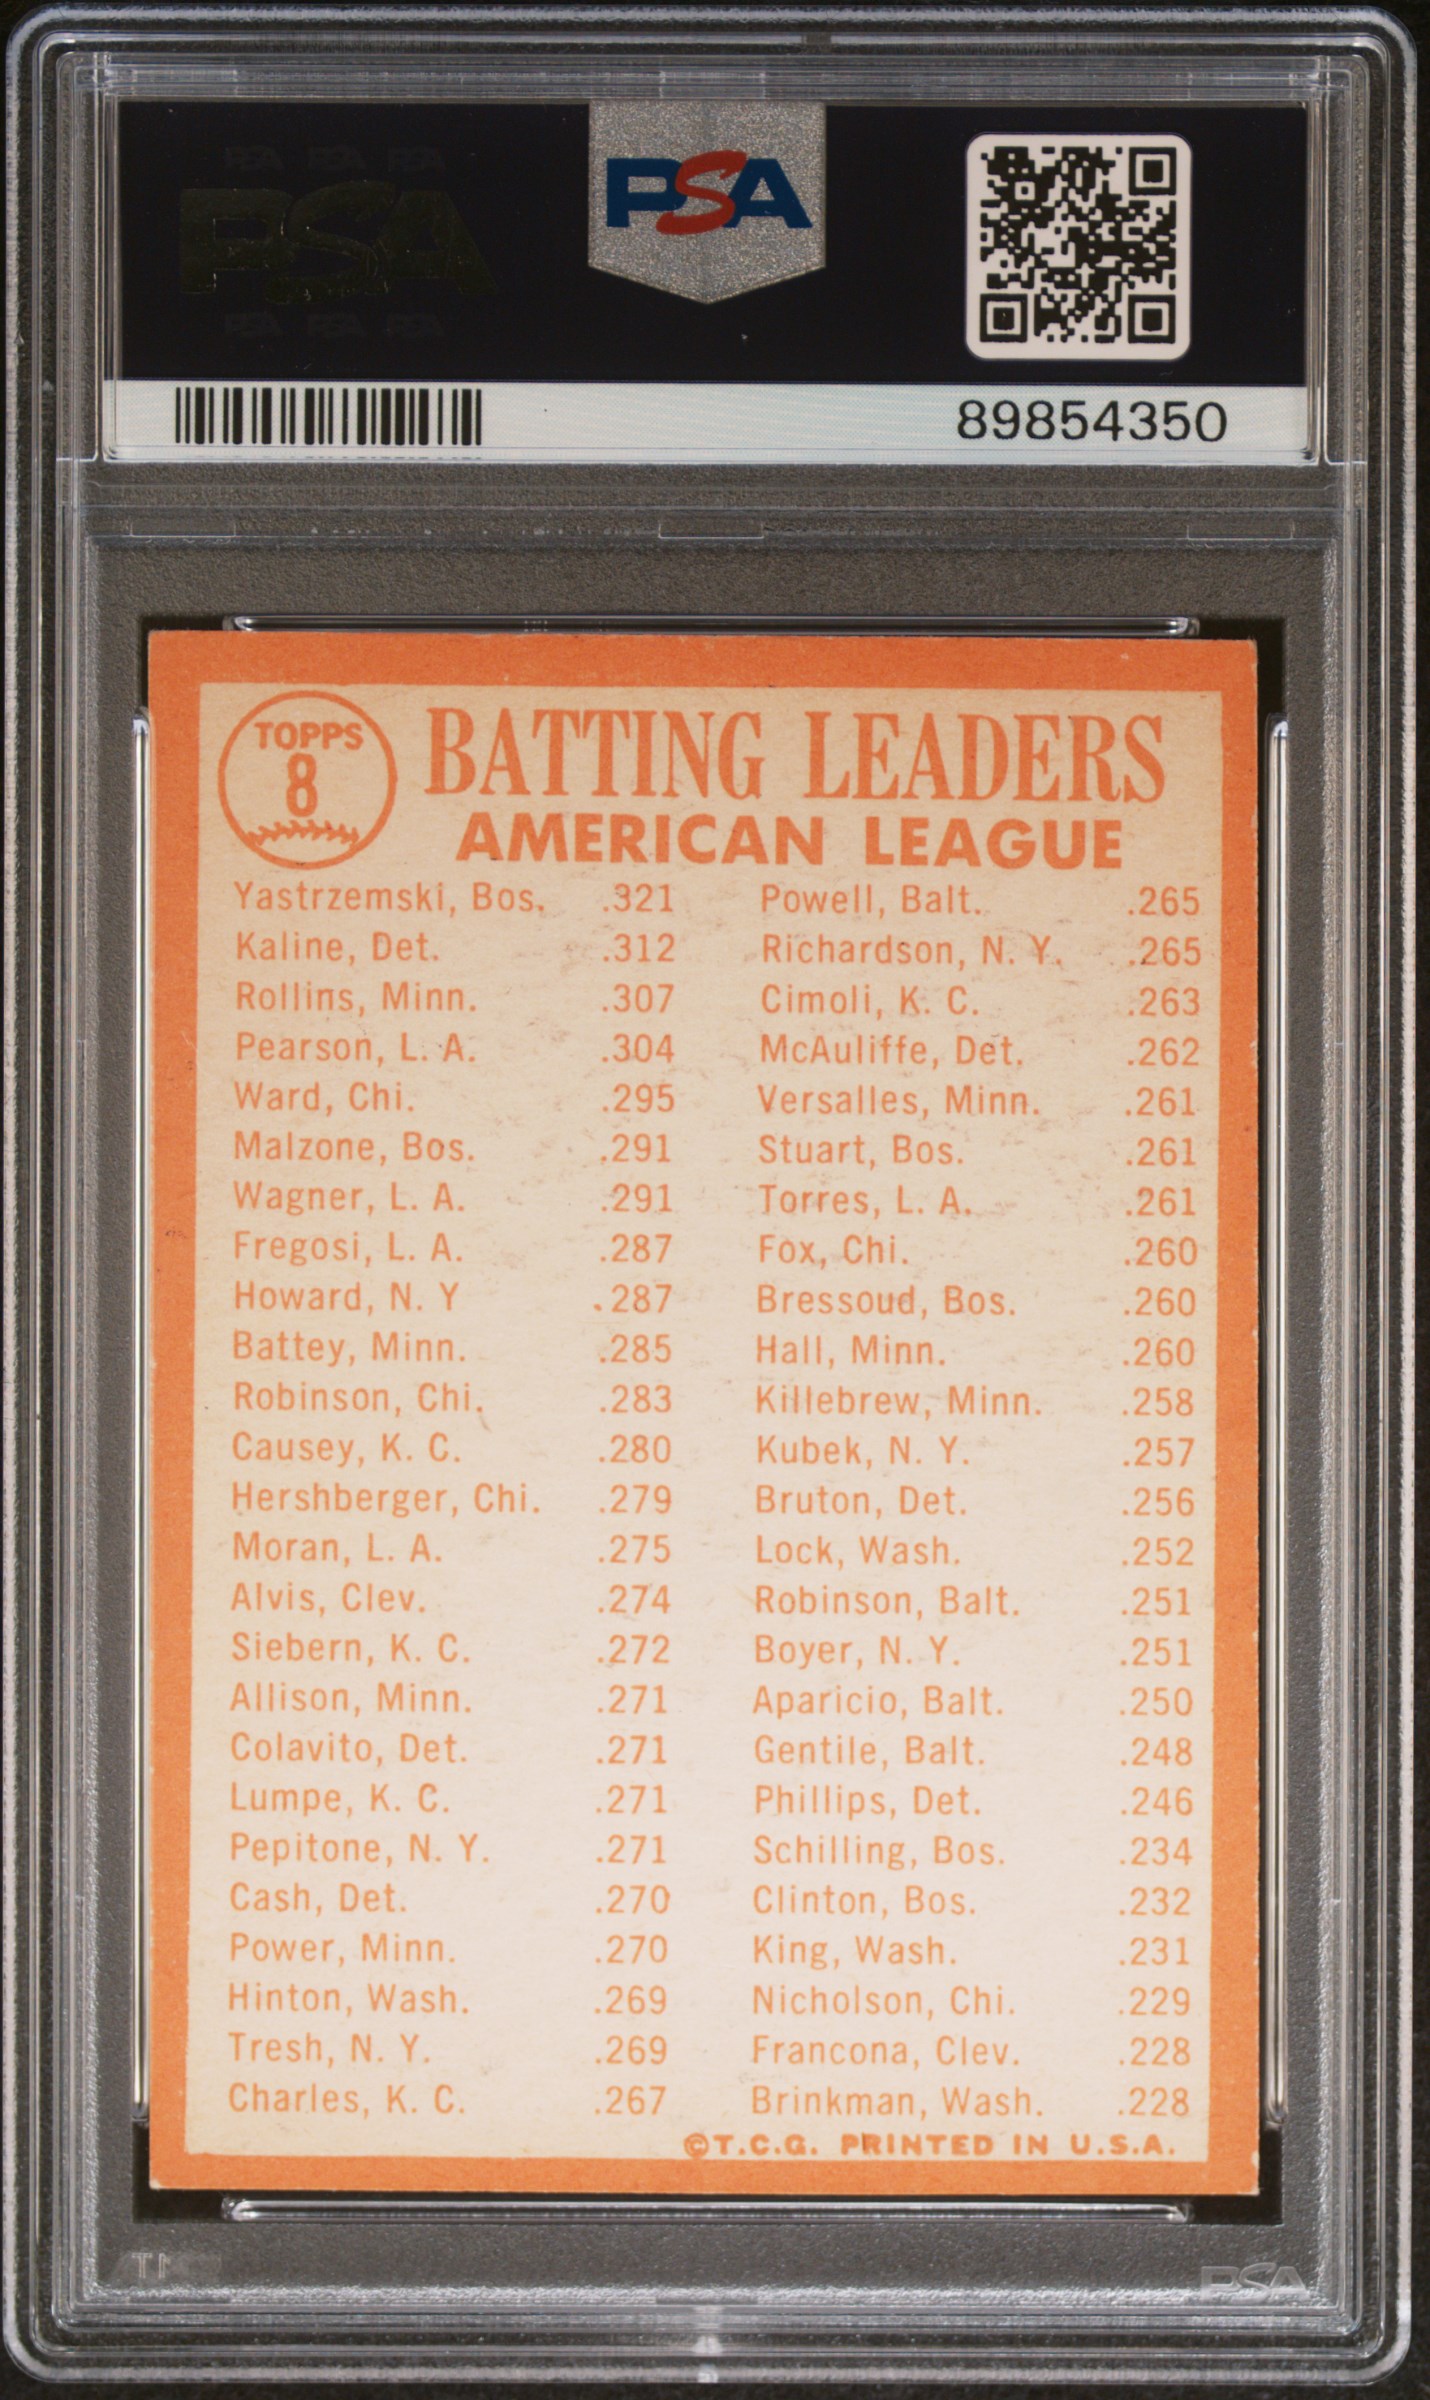 PSA
89854350
TOPPS
8
BATTING LEADERS
AMERICAN LEAGUE
Yastrzemski, Bos. .321
Kaline, Det. .312
Rollins, Minn. .307
Pearson, L. A. .304
Ward, Chi. .295
Malzone, Bos. .291
Wagner, L. A. .291
Fregosi, L. A. .287
Howard, N. Y .287
Battey, Minn. .285
Robinson, Chi. .283
Causey, K. C. .280
Hershberger, Chi. .279
Moran, L. A. .275
Alvis, Clev. .274
Siebern, K. C. .272
Allison, Minn. .271
Colavito, Det. .271
Lumpe, K. C. .271
Pepitone, N. Y. .271
Cash, Det. .270
Power, Minn. .270
Hinton, Wash. .269
Tresh, N. Y. .269
Charles, K. C. .267
Powell, Balt. .265
Richardson, N. Y. .265
Cimoli, K. C. .263
McAuliffe, Det. .262
Versalles, Minn. .261
Stuart, Bos. .261
Torres, L. A. .261
Fox, Chi. .260
Bressoud, Bos. .260
Hall, Minn. .260
Killebrew, Minn. .258
Kubek, N. Y. .257
Bruton, Det. .256
Lock, Wash. .252
Robinson, Balt. .251
Boyer, N. Y. .251
Aparicio, Balt. .250
Gentile, Balt. .248
Phillips, Det. .246
Schilling, Bos. .234
Clinton, Bos. .232
King, Wash. .231
Nicholson, Chi. .229
Francona, Clev. .228
Brinkman, Wash. .228
©T.C.G. PRINTED IN U.S.A.
PSA